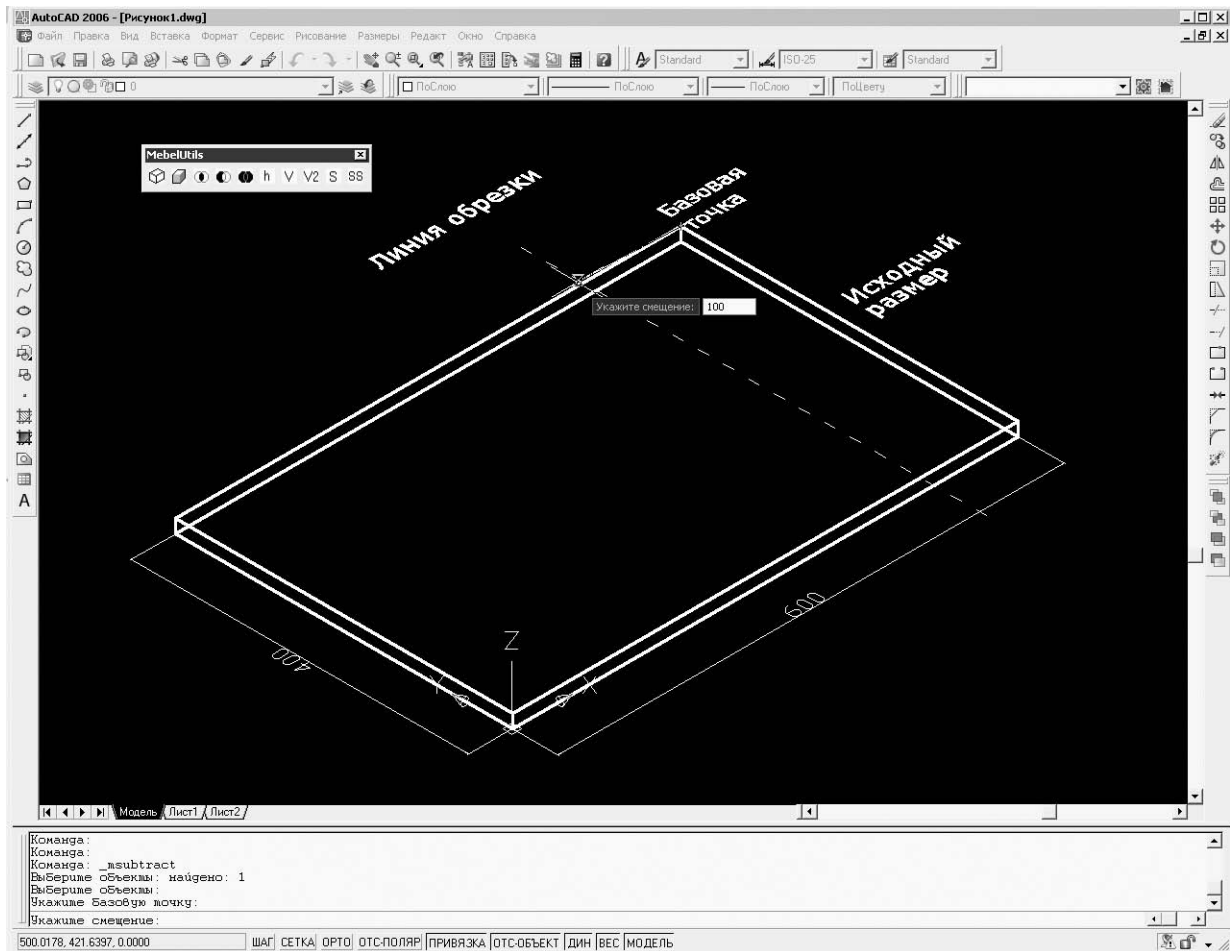 AutoCAD 2006 - [Рисунок1.dwg]
Файл Правка Вид Вставка Формат Сервис Рисование Размеры Редакт Окно Справка
Standard ISO-25 Standard
0 ПоСлою ПоСлою ПоСлою ПоЦвету
MebelUtils
h V V2 S SS
Линия обрезки
Базовая
точка
Исходный
размер
Укажите смещение: 100
600
400
Z
Y X
A
Модель Лист1 Лист2
Команда:
Команда:
Команда: _msubtract
Выберите объекты: найдено: 1
Выберите объекты:
Укажите базовую точку:
Укажите смещение:
500.0178, 421.6397, 0.0000 ШАГ СЕТКА ОРТО ОТС-ПОЛЯР ПРИВЯЗКА ОТС-ОБЪЕКТ ДИН ВЕС МОДЕЛЬ